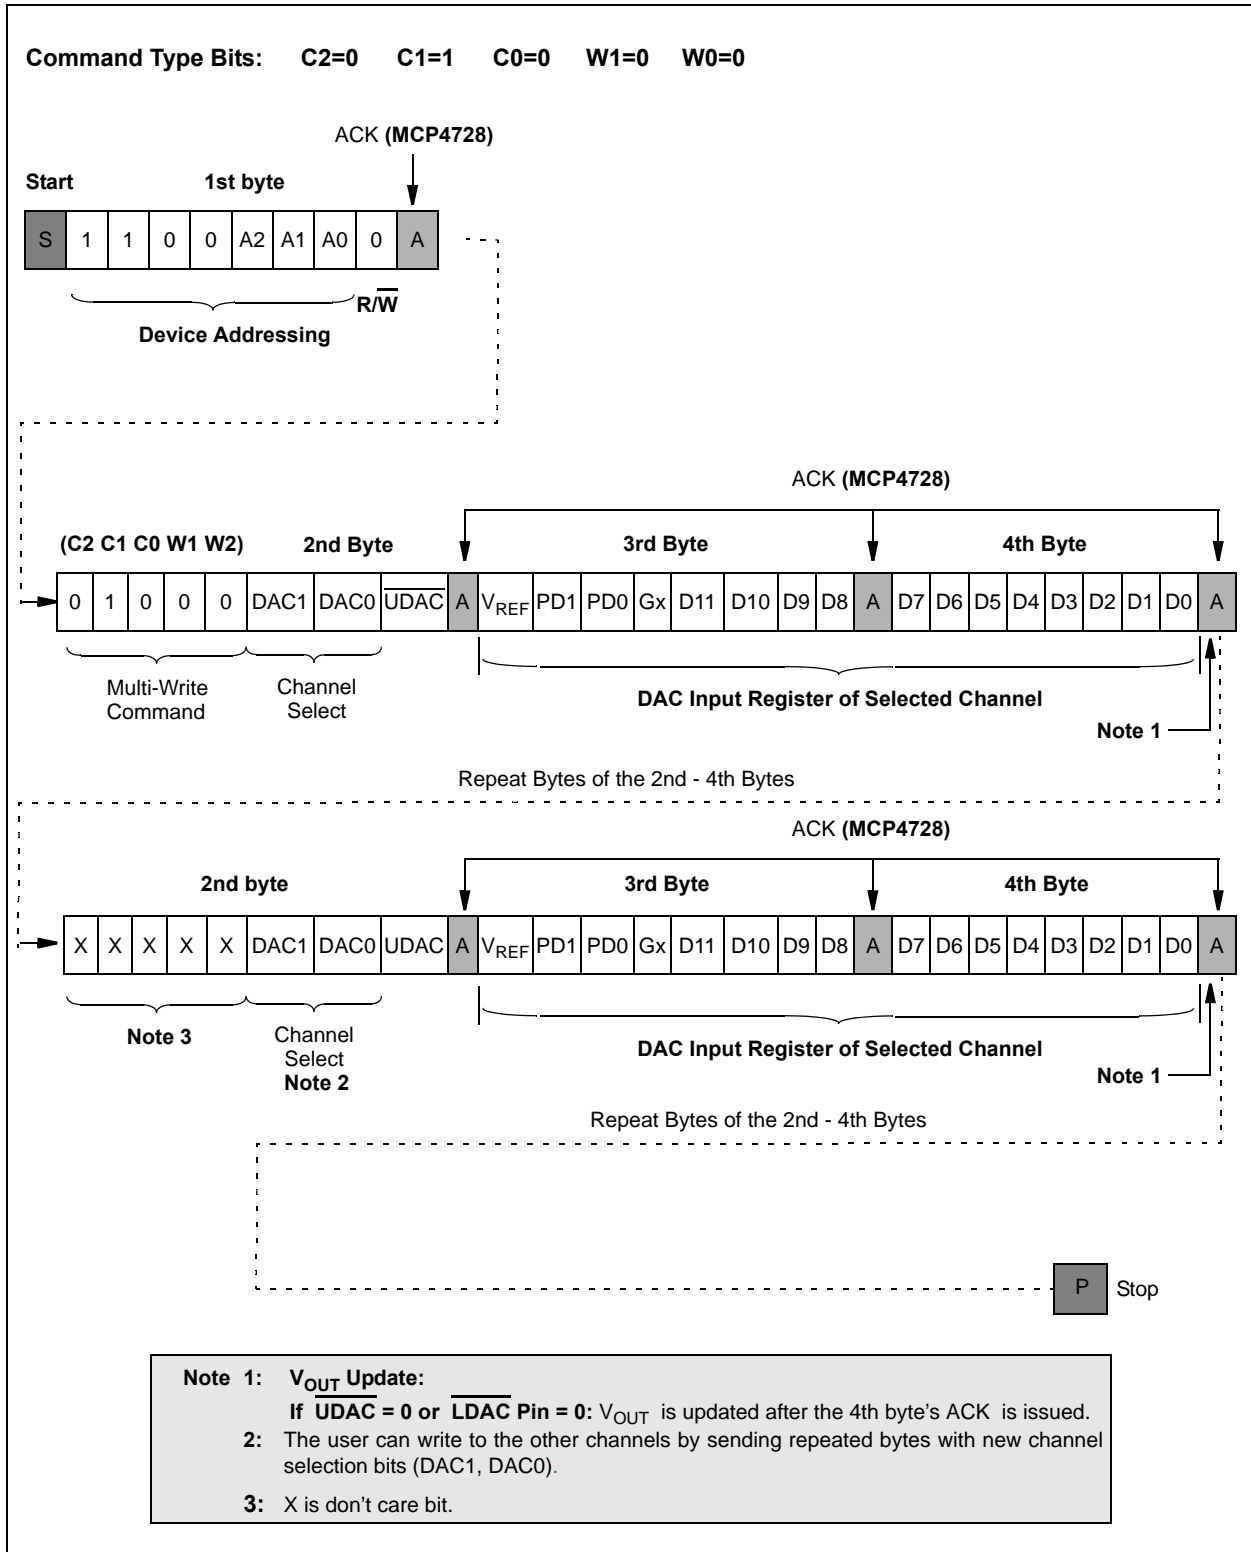 Command Type Bits: C2=0 C1=1 C0=0 W1=0 W0=0
ACK (MCP4728)
Start 1st byte
S 1 1 0 0 A2 A1 A0 0 A
R/W
Device Addressing
ACK (MCP4728)
(C2 C1 C0 W1 W2) 2nd Byte 3rd Byte 4th Byte
0 1 0 0 0 DAC1 DAC0 UDAC A VREF PD1 PD0 Gx D11 D10 D9 D8 A D7 D6 D5 D4 D3 D2 D1 D0 A
Multi-Write
Command
Channel
Select
DAC Input Register of Selected Channel
Note 1
Repeat Bytes of the 2nd - 4th Bytes
ACK (MCP4728)
2nd byte 3rd Byte 4th Byte
X X X X X DAC1 DAC0 UDAC A VREF PD1 PD0 Gx D11 D10 D9 D8 A D7 D6 D5 D4 D3 D2 D1 D0 A
Note 3
Channel
Select
Note 2
DAC Input Register of Selected Channel
Note 1
Repeat Bytes of the 2nd - 4th Bytes
P Stop
Note 1: VOUT Update:
If UDAC = 0 or LDAC Pin = 0: VOUT is updated after the 4th byte's ACK is issued.
2: The user can write to the other channels by sending repeated bytes with new channel
selection bits (DAC1, DAC0).
3: X is don't care bit.